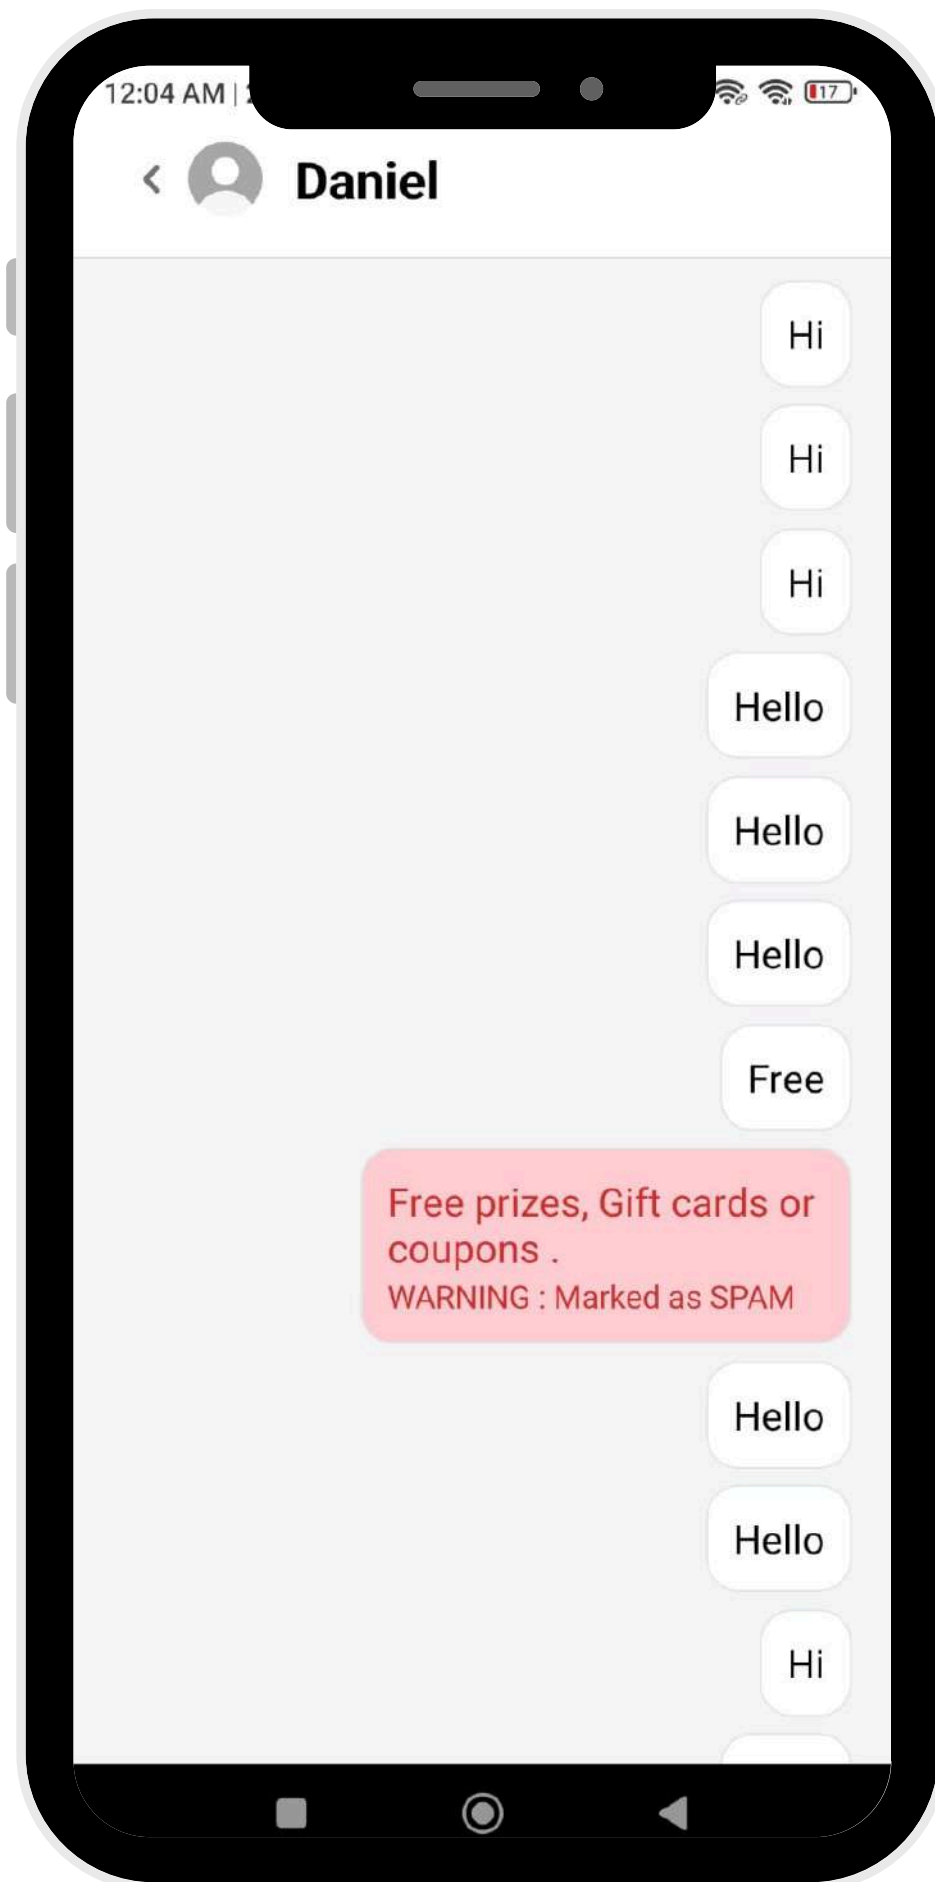 12:04 AM |
17
Daniel
Hi
Hi
Hi
Hello
Hello
Hello
Free
Free prizes, Gift cards or
coupons .
WARNING : Marked as SPAM
Hello
Hello
Hi